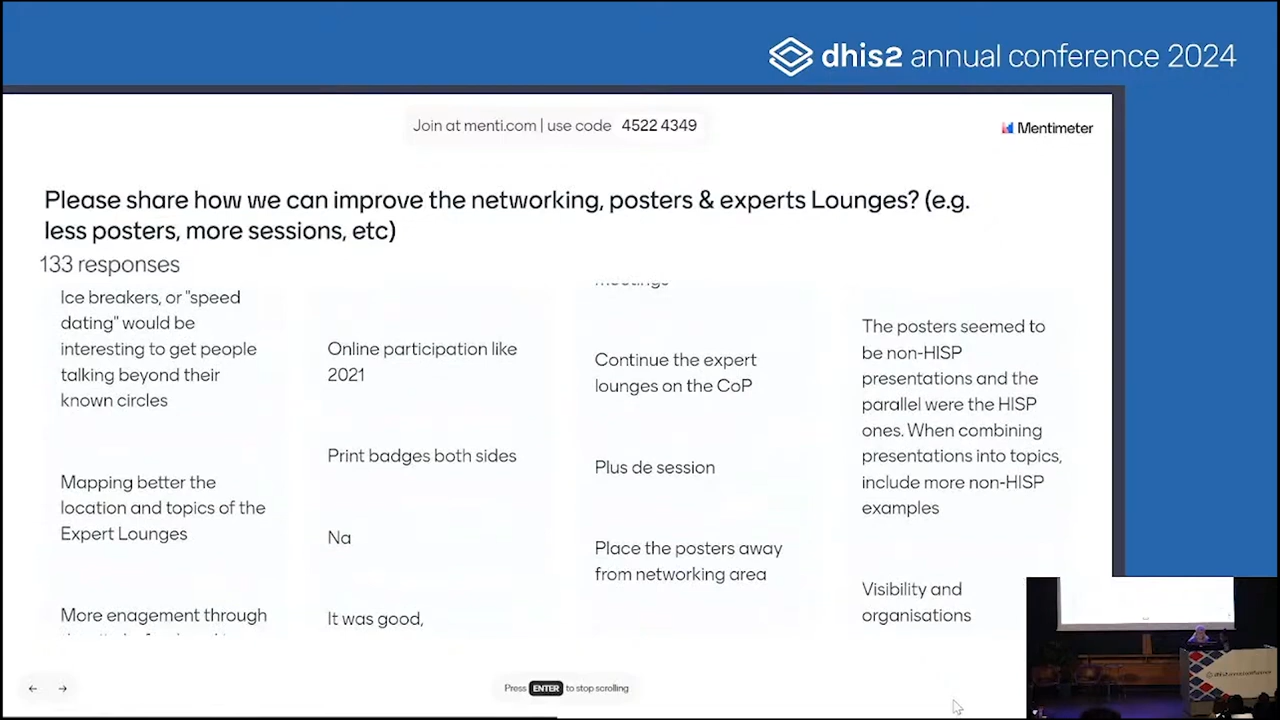 dhis2 annual conference 2024
Join at menti.com | use code 4522 4349
Mentimeter
Please share how we can improve the networking, posters & experts Lounges? (e.g.
less posters, more sessions, etc)
133 responses
Ice breakers, or "speed
dating" would be
interesting to get people
talking beyond their
known circles
Mapping better the
location and topics of the
Expert Lounges
More enagement through
Online participation like
2021
Print badges both sides
Na
It was good,
meetings
Continue the expert
lounges on the CoP
Plus de session
Place the posters away
from networking area
The posters seemed to
be non-HISP
presentations and the
parallel were the HISP
ones. When combining
presentations into topics,
include more non-HISP
examples
Visibility and
organisations
Press ENTER to stop scrolling